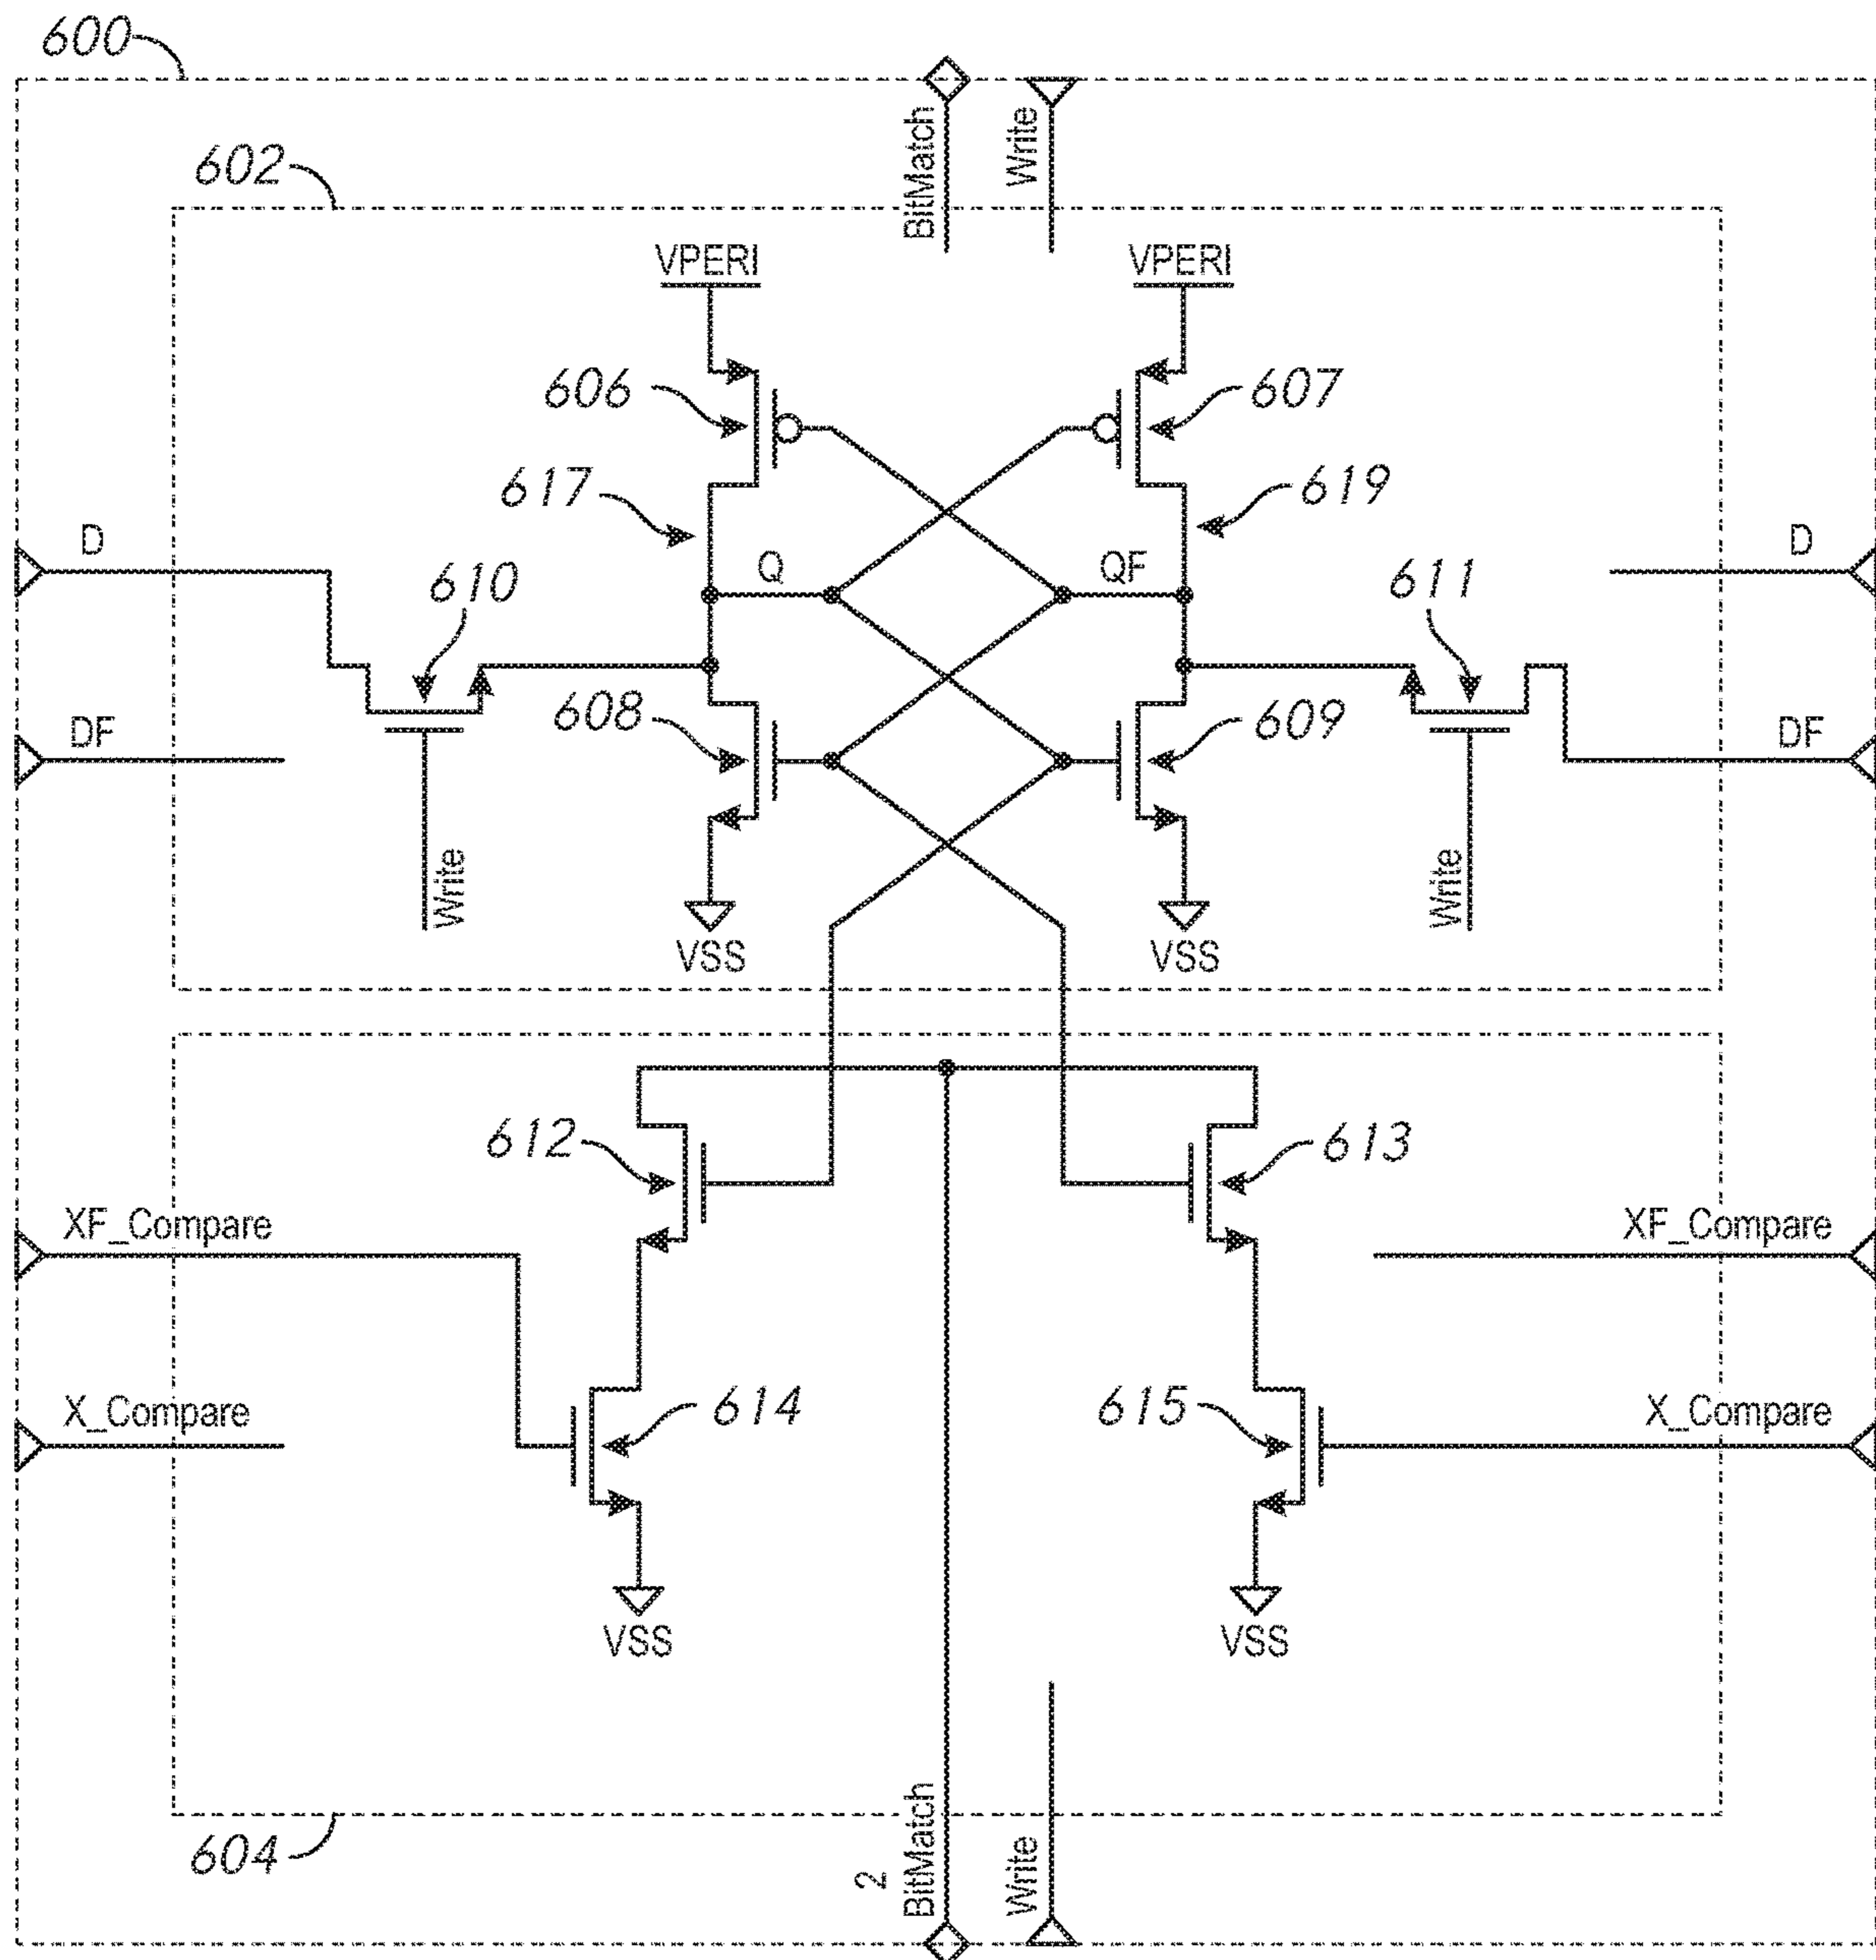 600
BitMatch
Write
602
VPERI
VPERI
606
607
617
619
D
Q
QF
D
610
611
DF
608
609
DF
Write
Write
VSS
VSS
612
613
XF_Compare
XF_Compare
X_Compare
614
615
X_Compare
VSS
VSS
604
2
BitMatch
Write